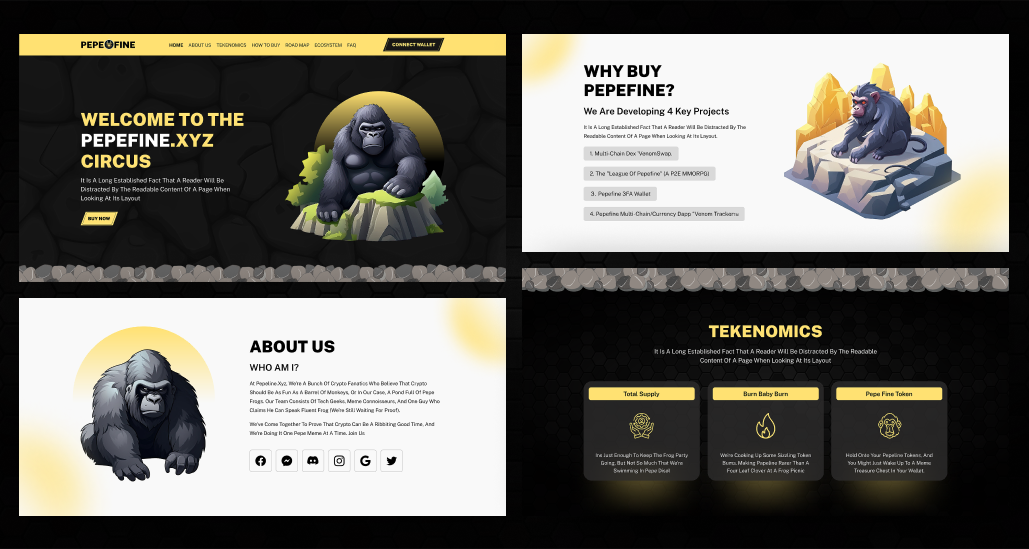 PEPE FINE
HOME ABOUT US TEKENOMICS HOW TO BUY ROAD MAP ECOSYSTEM FAQ
CONNECT WALLET
WELCOME TO THE
PEPEFINE.XYZ
CIRCUS
It Is A Long Established Fact That A Reader Will Be
Distracted By The Readable Content Of A Page When
Looking At Its Layout
BUY NOW
ABOUT US
WHO AM I?
At Pepeline.Xyz, We're A Bunch Of Crypto Fanatics Who Believe That Crypto
Should Be As Fun As A Barrel Of Monkeys, Or In Our Case, A Pond Full Of Pepe
Frogs. Our Team Consists Of Tech Geeks, Meme Connoisseurs, And One Guy Who
Claims He Can Speak Fluent Frog (We're Still Waiting For Proof).
We've Come Together To Prove That Crypto Can Be A Ribbiting Good Time, And
We're Doing It One Pepe Meme At A Time. Join Us
WHY BUY
PEPEFINE?
We Are Developing 4 Key Projects
It Is A Long Established Fact That A Reader Will Be Distracted By The
Readable Content Of A Page When Looking At Its Layout.
1. Multi-Chain Dex "VenomSwap.
2. The "League Of Pepefine" (A P2E MMORPG)
3. Pepefine 3FA Wallet
4. Pepefine Multi-Chain/Currency Dapp "Venom Trackers
TEKENOMICS
It Is A Long Established Fact That A Reader Will Be Distracted By The Readable
Content Of A Page When Looking At Its Layout
Total Supply
Ins Just Enough To Keep The Frog Party
Going, But Not So Much That We're
Swimming In Pepe Disel
Burn Baby Burn
We're Cooking Up Some Sizzling Token
Burns, Making Pepeline Rarer Than A
Four Leaf Clover At A Frog Picnic
Pepe Fine Token
Hold Onto Your Pepeline Tokens, And
You Might Just Wake Up To A Meme
Treasure Chest In Your Wallet